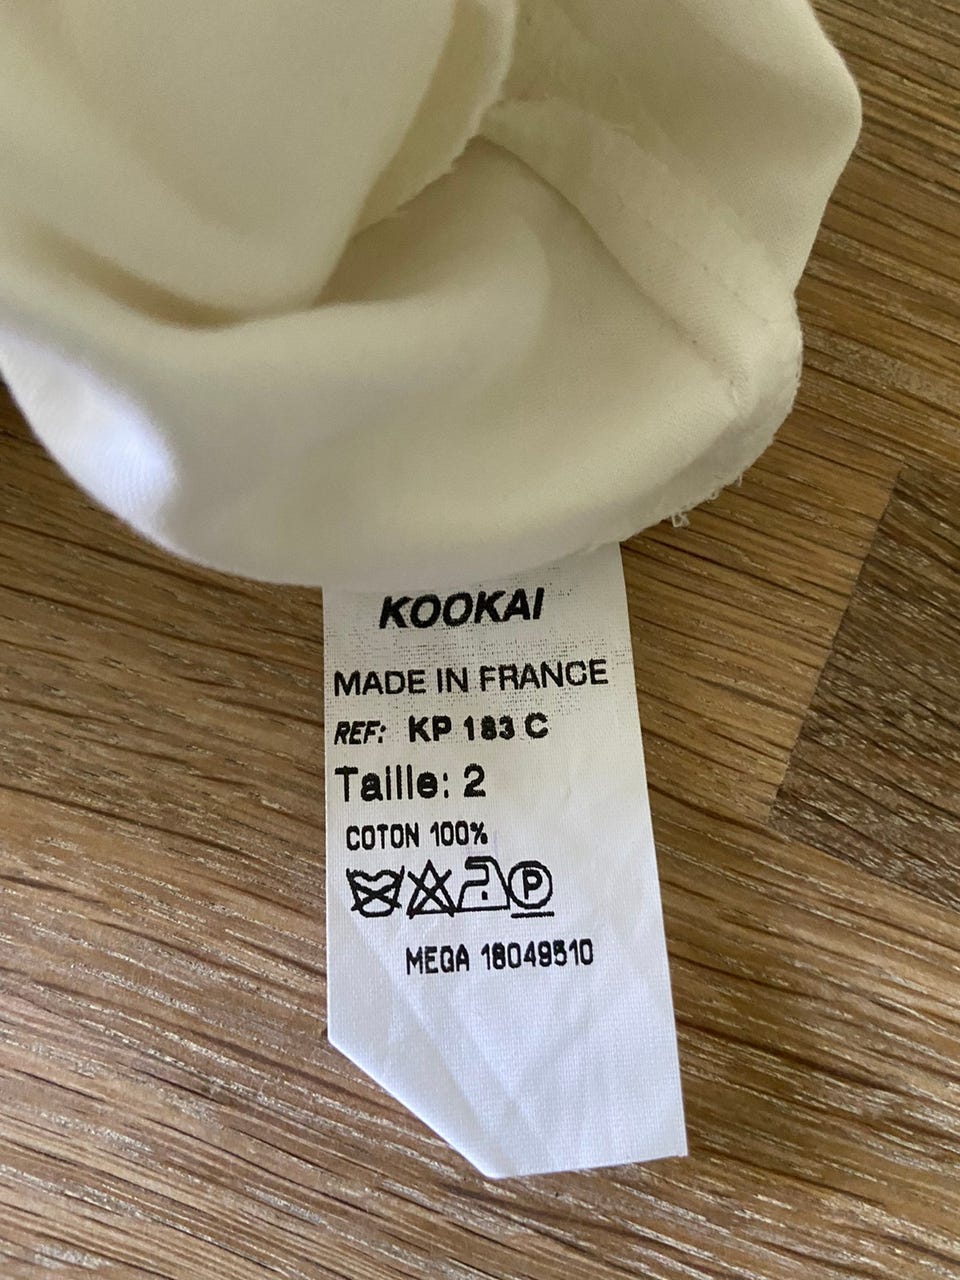 KOOKAI
MADE IN FRANCE
REF: KP 183 C
Taille: 2
COTON 100%
P
MEGA 18049510